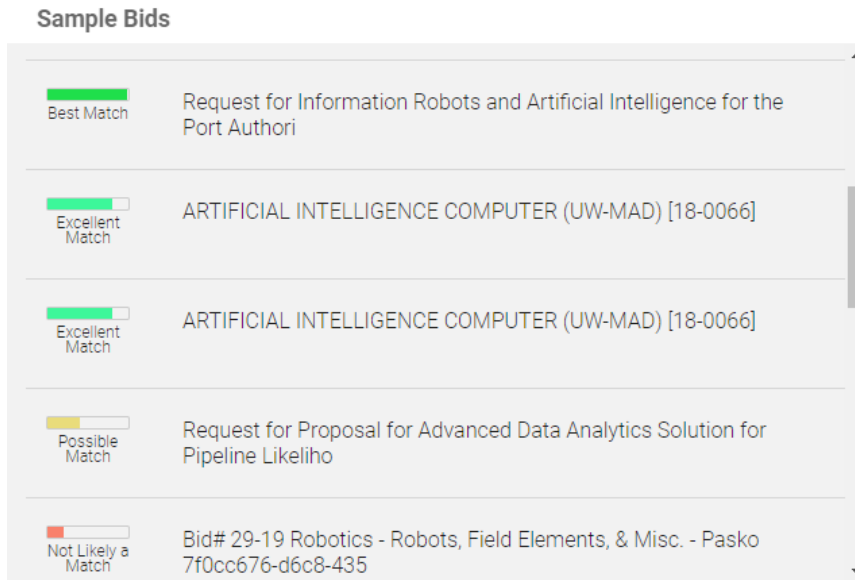 Sample Bids
Best Match
Request for Information Robots and Artificial Intelligence for the
Port Authori
Excellent
Match
ARTIFICIAL INTELLIGENCE COMPUTER (UW-MAD) [18-0066]
Excellent
Match
ARTIFICIAL INTELLIGENCE COMPUTER (UW-MAD) [18-0066]
Possible
Match
Request for Proposal for Advanced Data Analytics Solution for
Pipeline Likeliho
Not Likely a
Match
Bid# 29-19 Robotics - Robots, Field Elements, & Misc. - Pasko
7f0cc676-d6c8-435